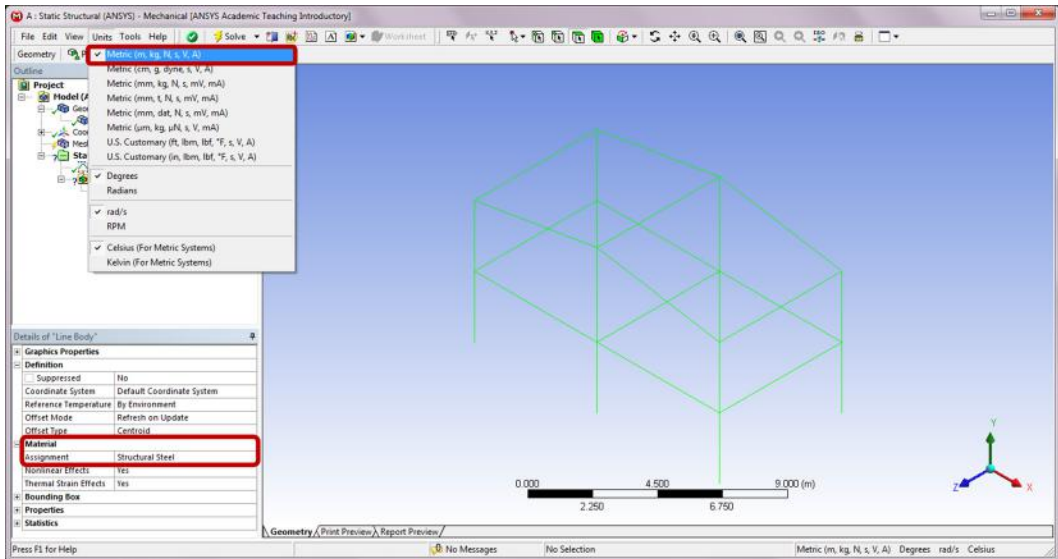 A : Static Structural (ANSYS) - Mechanical [ANSYS Academic Teaching Introductory]
File Edit View Units Tools Help Solve Worksheet
Geometry
Metric (m, kg, N, s, V, A)
Metric (cm, g, dyne, s, V, A)
Metric (mm, kg, N, s, mV, mA)
Metric (mm, t, N, s, mV, mA)
Metric (mm, dat, N, s, mV, mA)
Metric (µm, kg, µN, s, V, mA)
U.S. Customary (ft, lbm, lbf, °F, s, V, A)
U.S. Customary (in, lbm, lbf, °F, s, V, A)
Degrees
Radians
rad/s
RPM
Celsius (For Metric Systems)
Kelvin (For Metric Systems)
Outline
Project
Model (A
Geo
Coo
Mes
Sta
Details of "Line Body"
Graphics Properties
Definition
Suppressed No
Coordinate System Default Coordinate System
Reference Temperature By Environment
Offset Mode Refresh on Update
Offset Type Centroid
Material
Assignment Structural Steel
Nonlinear Effects Yes
Thermal Strain Effects Yes
Bounding Box
Properties
Statistics
0.000 4.500 9.000 (m)
2.250 6.750
Y
Z X
Geometry Print Preview Report Preview
Press F1 for Help No Messages No Selection Metric (m, kg, N, s, V, A) Degrees rad/s Celsius